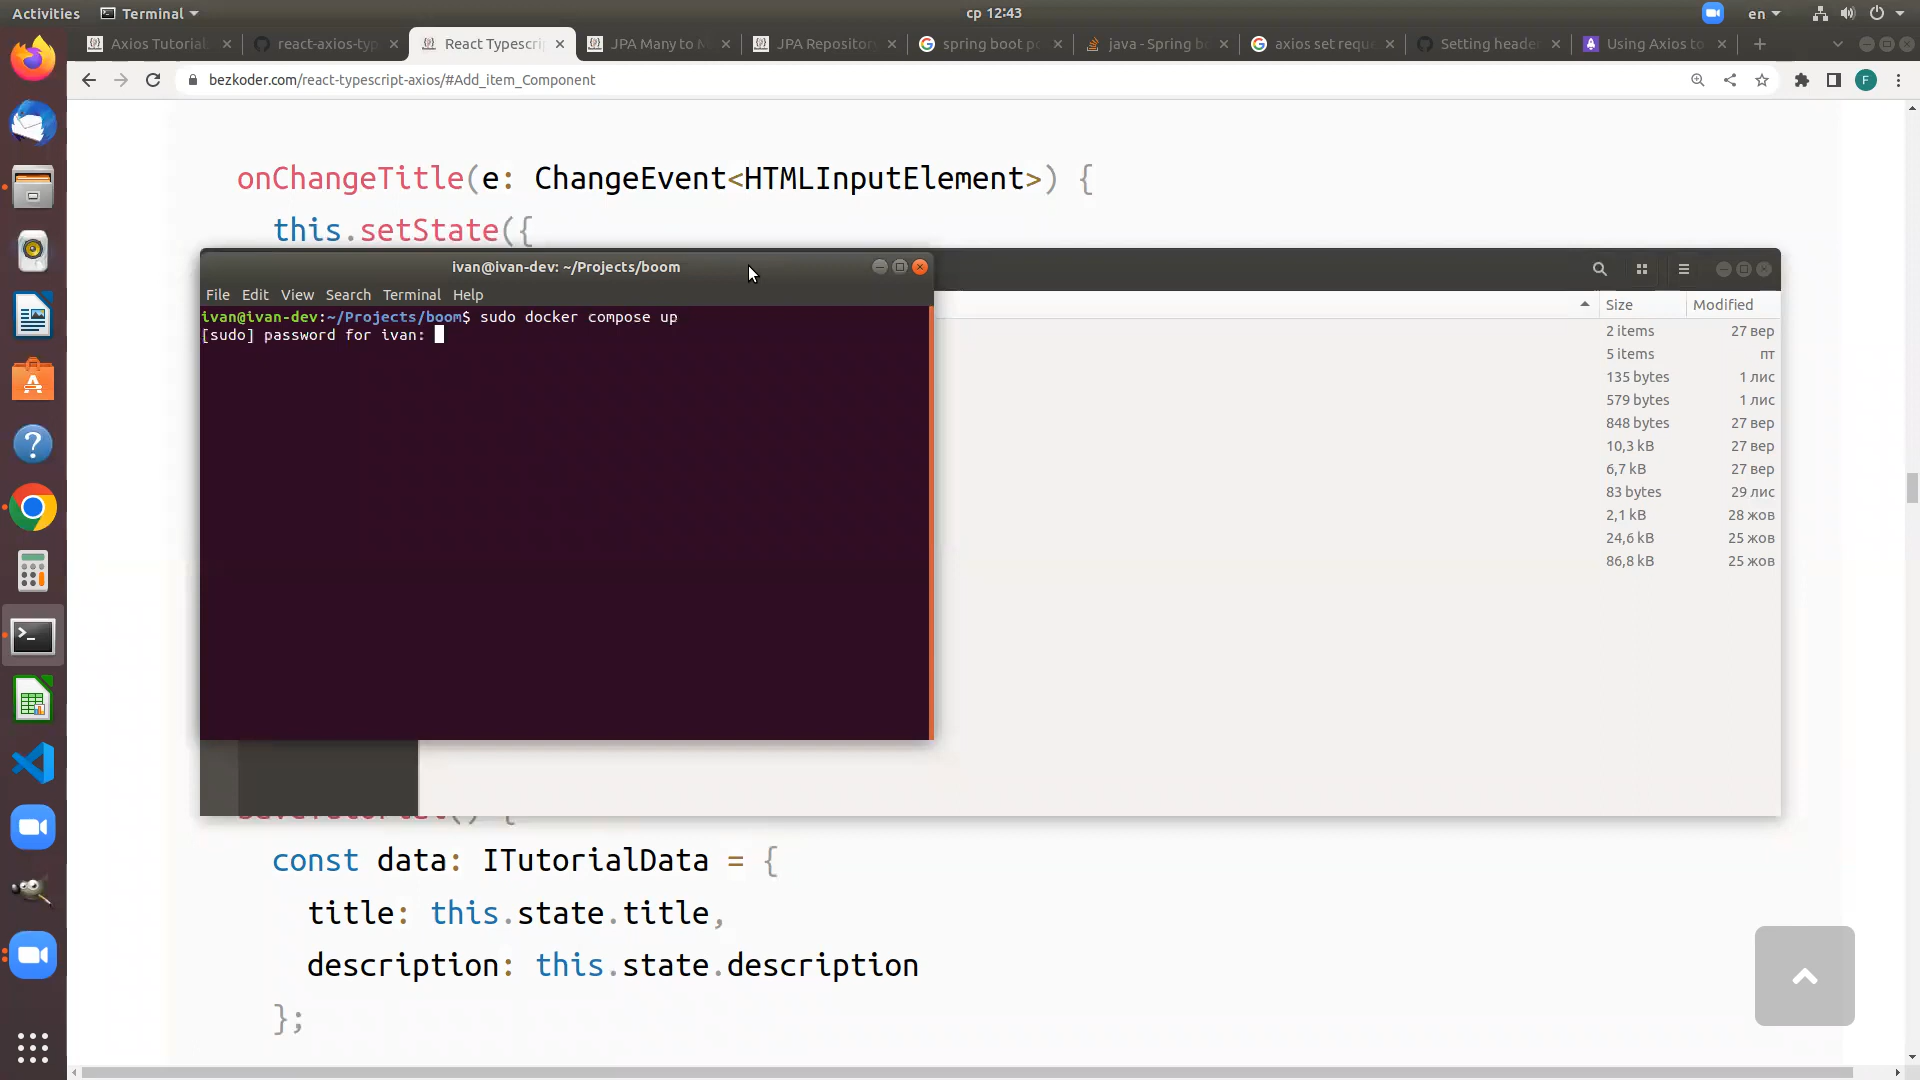 Activities
Terminal
ср 12:43
en
Axios Tutorial
react-axios-typ
React Typescri
JPA Many to M
JPA Repositor
spring boot po
java - Spring b
axios set requ
Setting heade
Using Axios to
bezkoder.com/react-typescript-axios/#Add_item_Component
F
onChangeTitle(e: ChangeEvent<HTMLInputElement>) {
this.setState({
ivan@ivan-dev: ~/Projects/boom
File Edit View Search Terminal Help
ivan@ivan-dev:~/Projects/boom$ sudo docker compose up
[sudo] password for ivan:
Size Modified
2 items 27 вер
5 items пт
135 bytes 1 лис
579 bytes 1 лис
848 bytes 27 вер
10,3 kB 27 вер
6,7 kB 27 вер
83 bytes 29 лис
2,1 kB 28 жов
24,6 kB 25 жов
86,8 kB 25 жов
const data: ITutorialData = {
title: this.state.title,
description: this.state.description
};